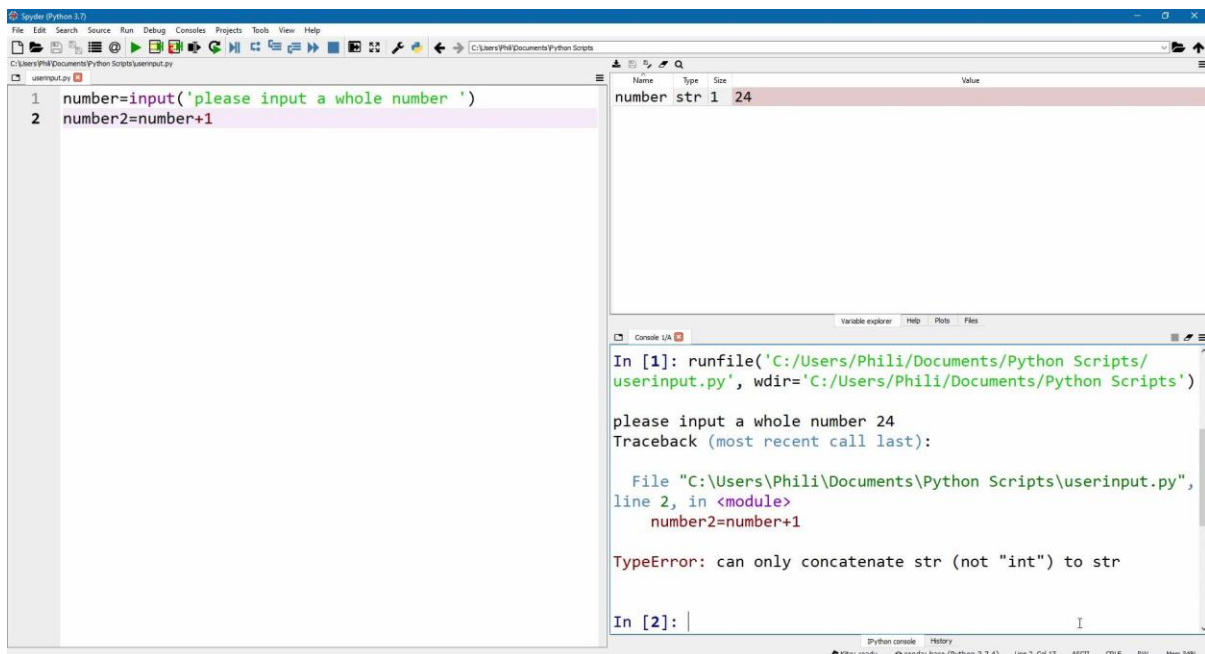 Spyder (Python 3.7)
File Edit Search Source Run Debug Consoles Projects Tools View Help
C:\Users\Phili\Documents\Python Scripts
C:\Users\Phili\Documents\Python Scripts\userinput.py
userinput.py
1 number=input('please input a whole number ')
2 number2=number+1
Name Type Size Value
number str 1 24
Variable explorer Help Plots Files
Console 1/A
In [1]: runfile('C:/Users/Phili/Documents/Python Scripts/
userinput.py', wdir='C:/Users/Phili/Documents/Python Scripts')
please input a whole number 24
Traceback (most recent call last):
File "C:\Users\Phili\Documents\Python Scripts\userinput.py",
line 2, in <module>
number2=number+1
TypeError: can only concatenate str (not "int") to str
In [2]:
IPython console History